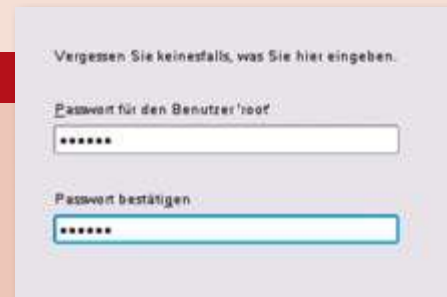 Vergessen Sie keinesfalls, was Sie hier eingeben.
Passwort für den Benutzer 'root'
••••••
Passwort bestätigen
••••••